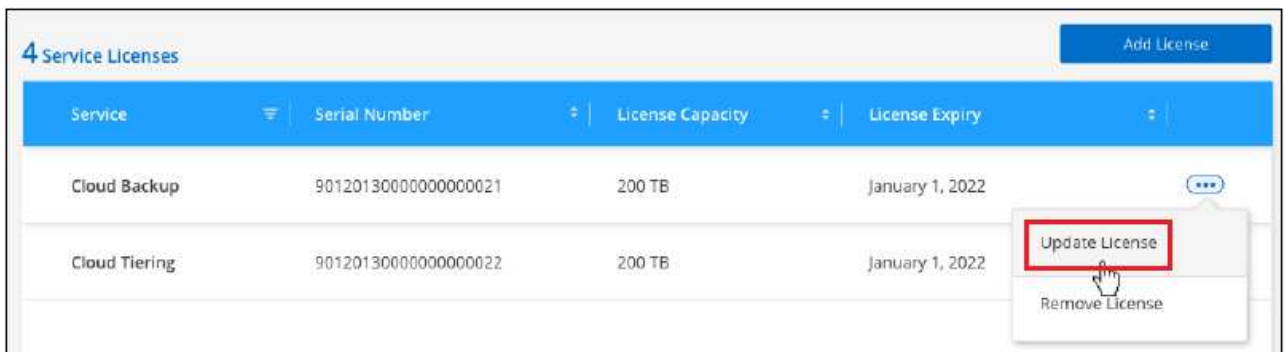 4 Service Licenses
Add License
Service Serial Number License Capacity License Expiry
Cloud Backup 90120130000000000021 200 TB January 1, 2022
Update License
Cloud Tiering 90120130000000000022 200 TB January 1, 2022
Remove License